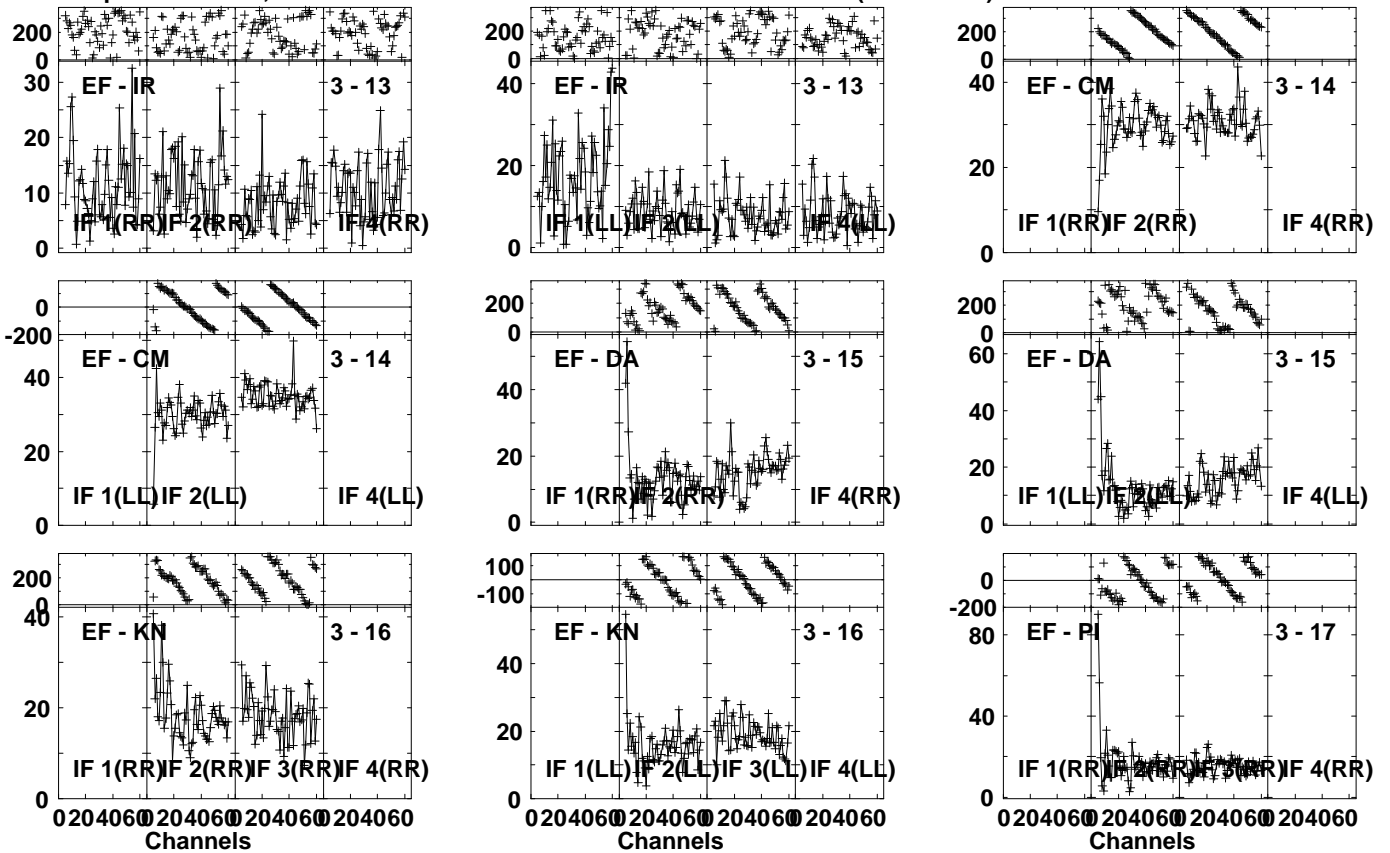 200
0
200
0
200
0
30
20
10
0
EF - IR
3 - 13
IF 1(RR)
IF 2(RR)
IF 4(RR)
40
20
0
EF - IR
3 - 13
IF 1(LL)
IF 2(LL)
IF 4(LL)
40
20
0
EF - CM
3 - 14
IF 1(RR)
IF 2(RR)
IF 4(RR)
0
-200
200
0
200
0
40
20
0
EF - CM
3 - 14
IF 1(LL)
IF 2(LL)
IF 4(LL)
40
20
0
EF - DA
3 - 15
IF 1(RR)
IF 2(RR)
IF 4(RR)
60
40
20
0
EF - DA
3 - 15
IF 1(LL)
IF 2(LL)
IF 4(LL)
200
0
100
-100
0
-200
40
20
0
EF - KN
3 - 16
IF 1(RR)
IF 2(RR)
IF 3(RR)
IF 4(RR)
40
20
0
EF - KN
3 - 16
IF 1(LL)
IF 2(LL)
IF 3(LL)
IF 4(LL)
80
40
0
EF - PI
3 - 17
IF 1(RR)
IF 2(RR)
IF 3(RR)
IF 4(RR)
0 20 40 60 0 20 40 60 0 20 40 60 0 20 40 60
Channels
0 20 40 60 0 20 40 60 0 20 40 60 0 20 40 60
Channels
0 20 40 60 0 20 40 60 0 20 40 60 0 20 40 60
Channels